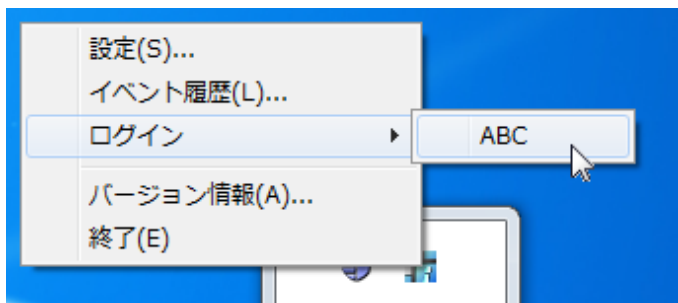 設定(S)...
イベント履歴(L)...
ログイン
ABC
バージョン情報(A)...
終了(E)